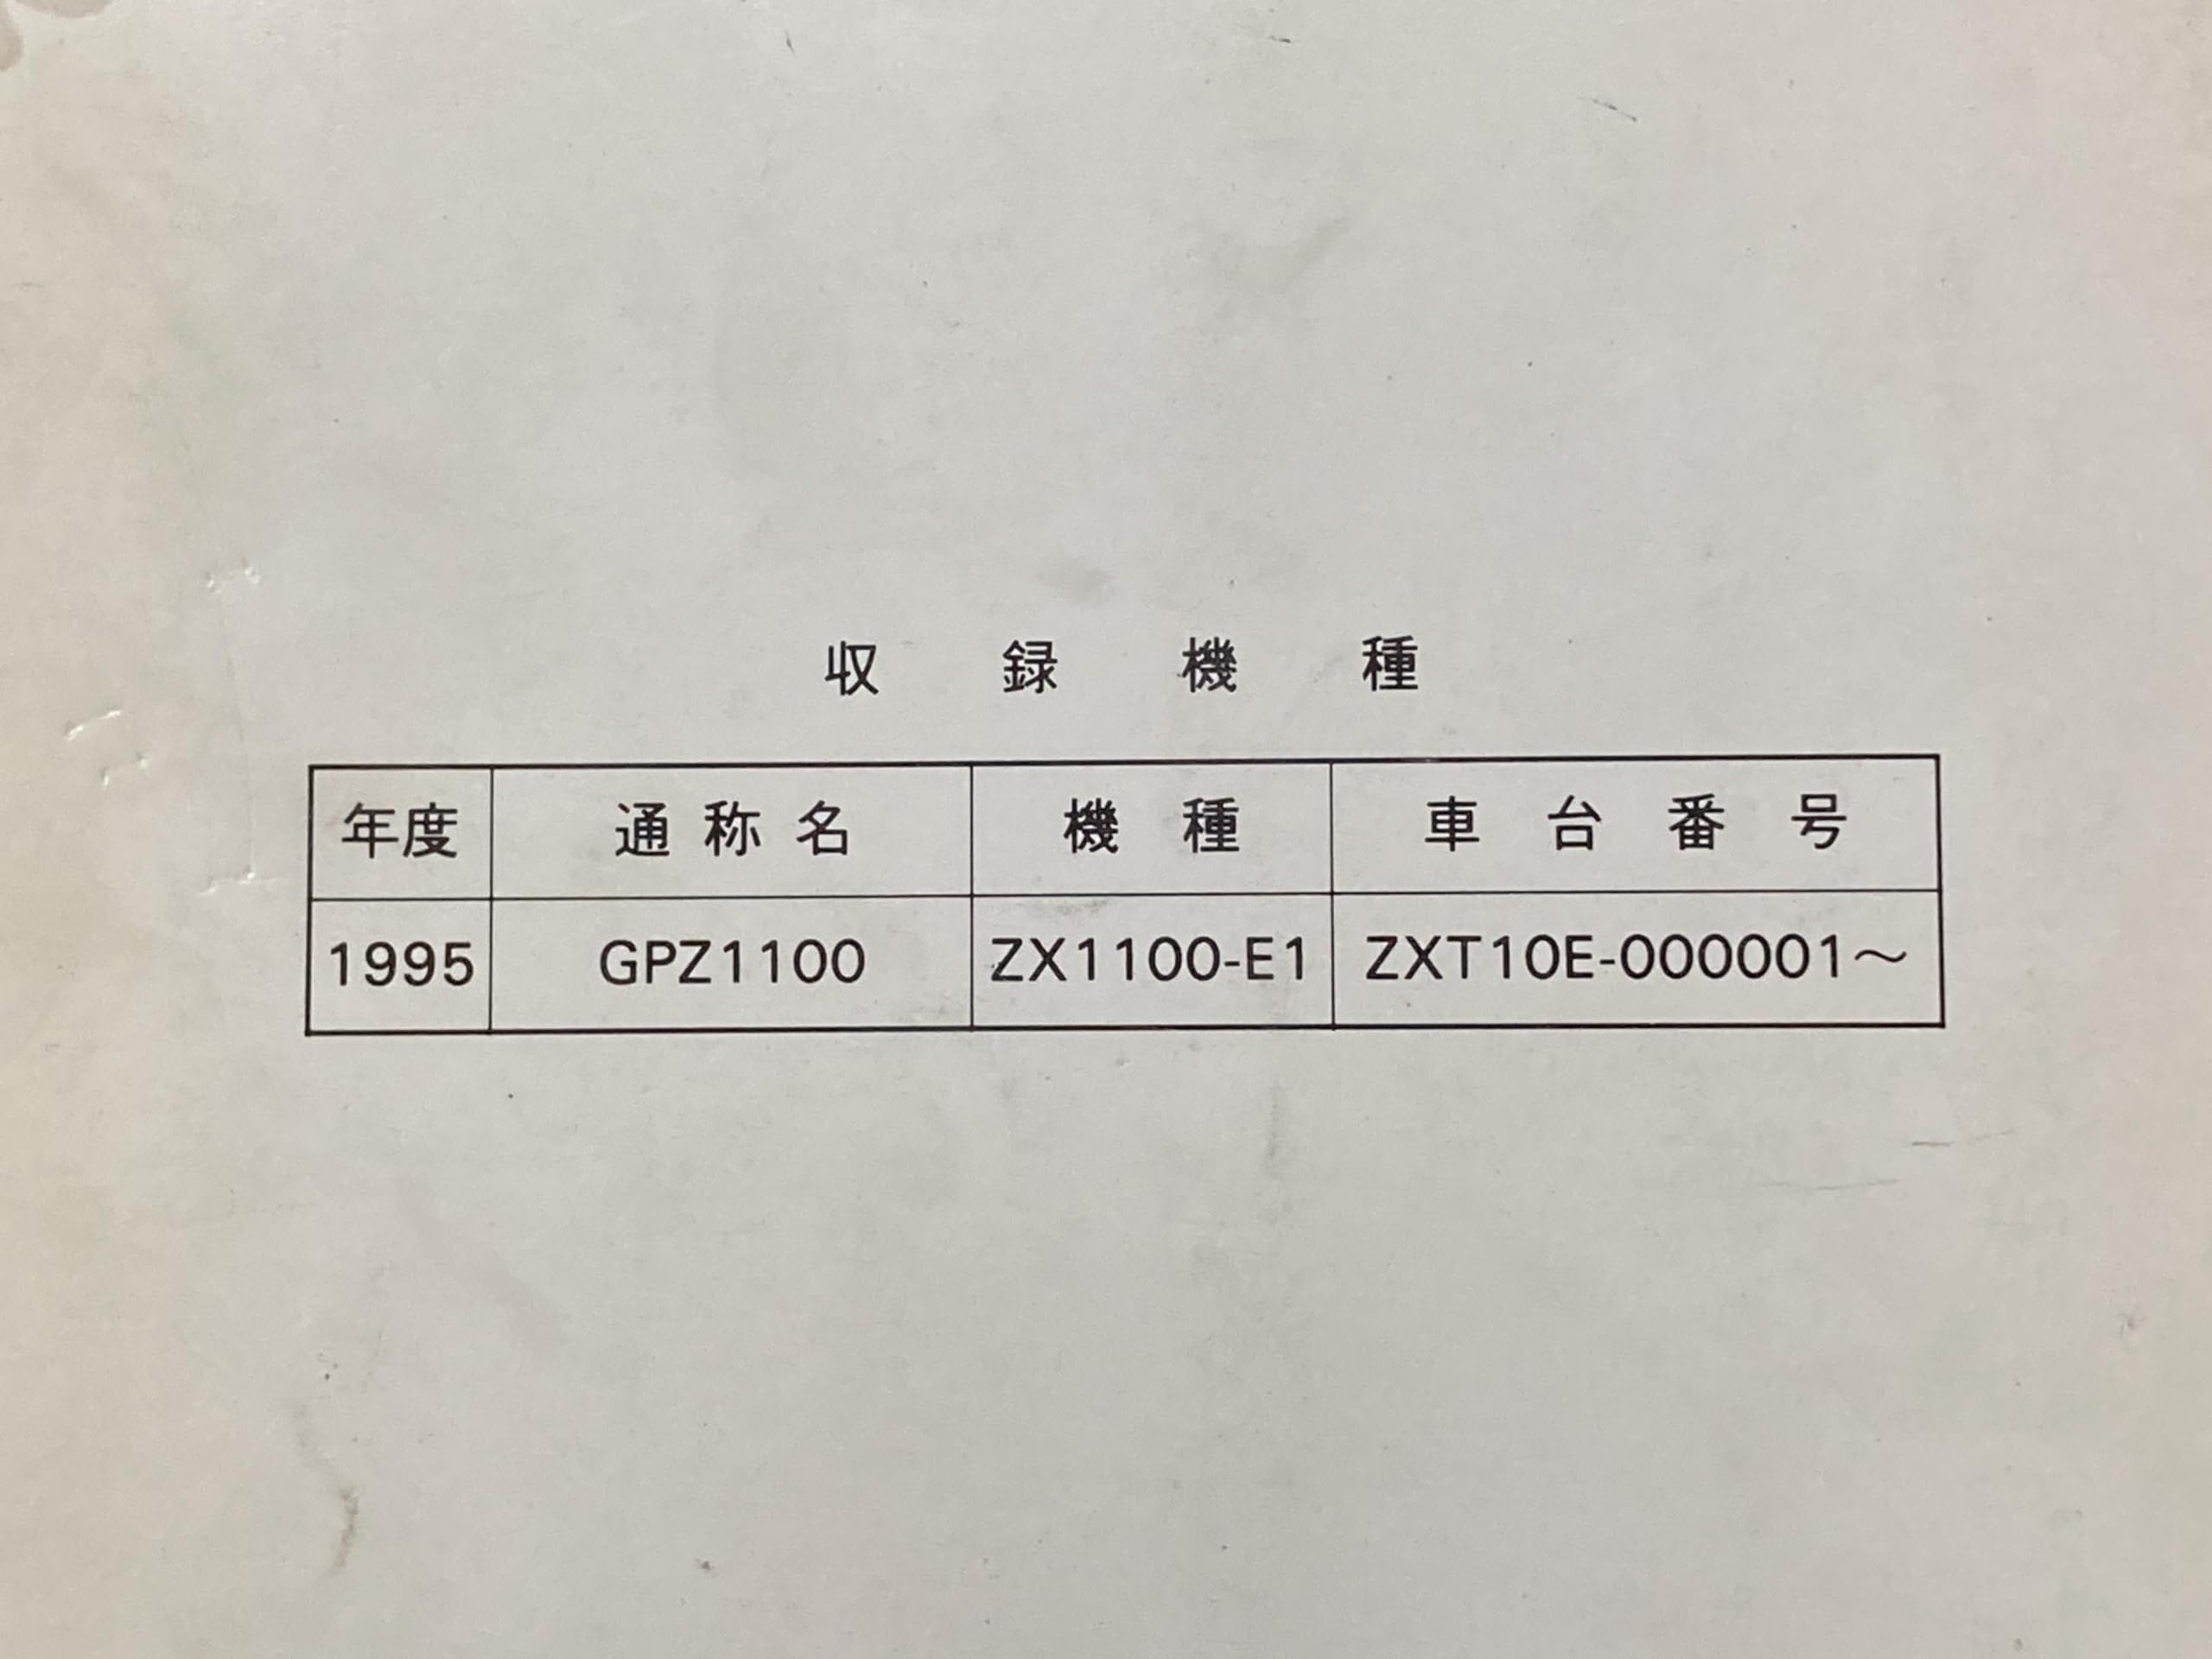 収録機種
年度 通称名 機種 車台番号
1995 GPZ1100 ZX1100-E1 ZXT10E-000001～